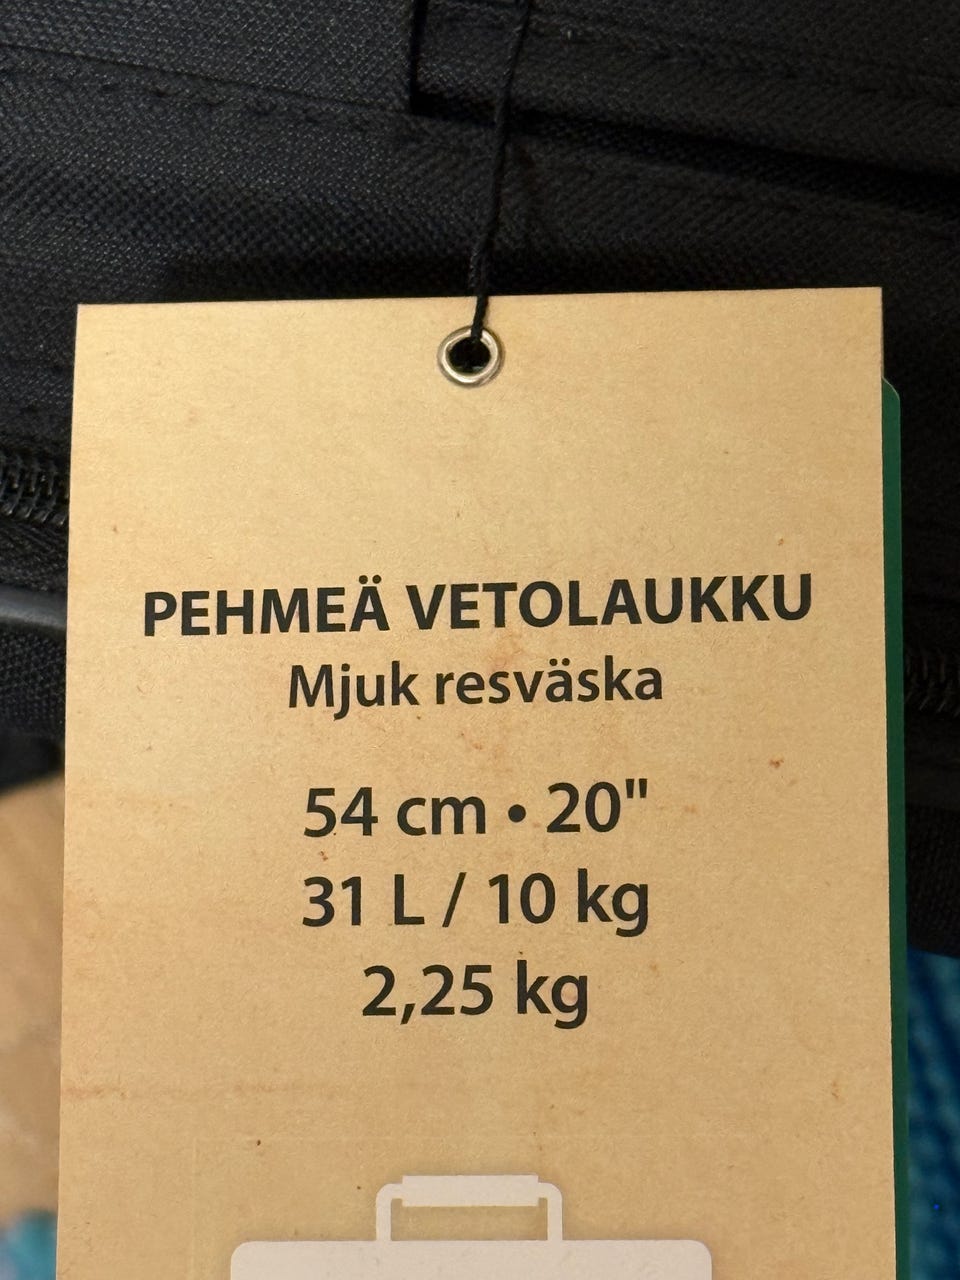 PEHMEÄ VETOLAUKKU
Mjuk resväska
54 cm • 20"
31 L / 10 kg
2,25 kg